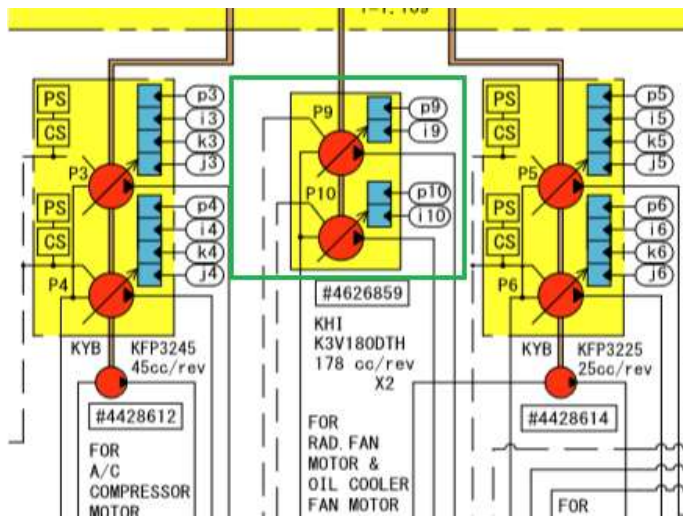 PS
CS
P3
p3
i3
k3
j3
PS
CS
P4
p4
i4
k4
j4
KYB
KFP3245
45cc/rev
#4428612
FOR
A/C
COMPRESSOR
MOTOR
P9
p9
i9
P10
p10
i10
#4626859
KHI
K3V180DTH
178 cc/rev
X2
FOR
RAD.FAN
MOTOR &
OIL COOLER
FAN MOTOR
PS
CS
P5
p5
i5
k5
j5
PS
CS
P6
p6
i6
k6
j6
KYB
KFP3225
25cc/rev
#4428614
FOR